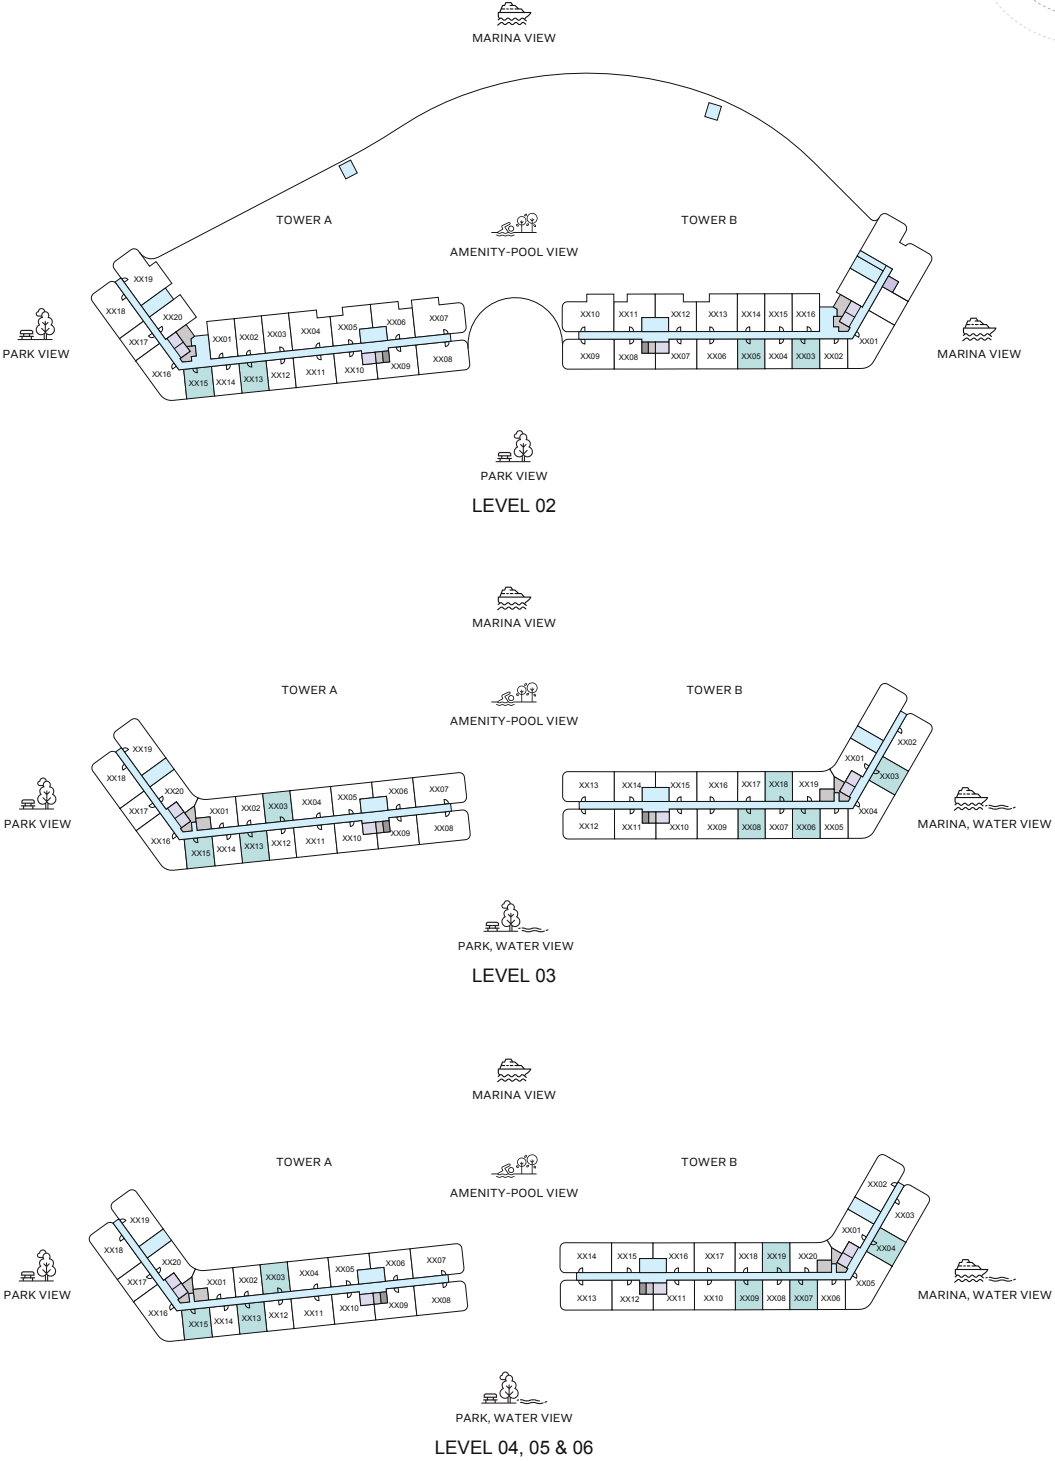 MARINA VIEW
TOWER A
TOWER B
AMENITY-POOL VIEW
XX19
XX18
XX20
XX17
XX16
XX01
XX02
XX03
XX04
XX05
XX06
XX07
XX15
XX14
XX13
XX12
XX11
XX10
XX09
XX08
XX10
XX11
XX12
XX13
XX14
XX15
XX16
XX01
XX09
XX08
XX07
XX06
XX05
XX04
XX03
XX02
PARK VIEW
MARINA VIEW
PARK VIEW
LEVEL 02
MARINA VIEW
TOWER A
TOWER B
AMENITY-POOL VIEW
XX19
XX18
XX20
XX17
XX16
XX01
XX02
XX03
XX04
XX05
XX06
XX07
XX15
XX14
XX13
XX12
XX11
XX10
XX09
XX08
XX13
XX14
XX15
XX16
XX17
XX18
XX19
XX01
XX02
XX03
XX04
XX12
XX11
XX10
XX09
XX08
XX07
XX06
XX05
PARK VIEW
MARINA, WATER VIEW
PARK, WATER VIEW
LEVEL 03
MARINA VIEW
TOWER A
TOWER B
AMENITY-POOL VIEW
XX19
XX18
XX20
XX17
XX16
XX01
XX02
XX03
XX04
XX05
XX06
XX07
XX15
XX14
XX13
XX12
XX11
XX10
XX09
XX08
XX14
XX15
XX16
XX17
XX18
XX19
XX20
XX01
XX02
XX03
XX04
XX05
XX13
XX12
XX11
XX10
XX09
XX08
XX07
XX06
PARK VIEW
MARINA, WATER VIEW
PARK, WATER VIEW
LEVEL 04, 05 & 06